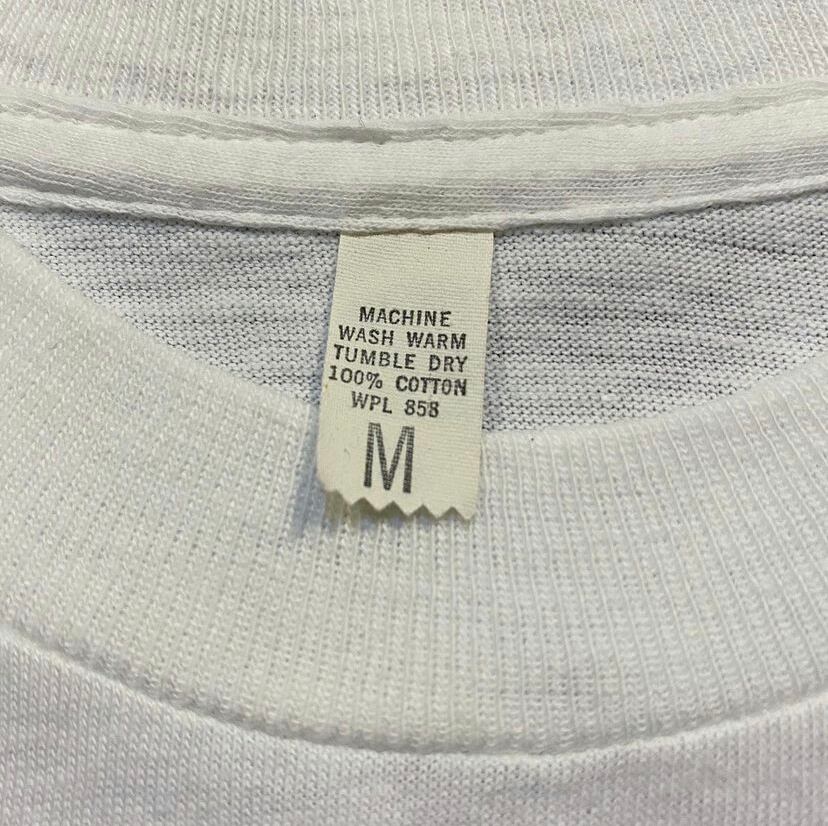 MACHINE
WASH WARM
TUMBLE DRY
100% COTTON
WPL 858
M